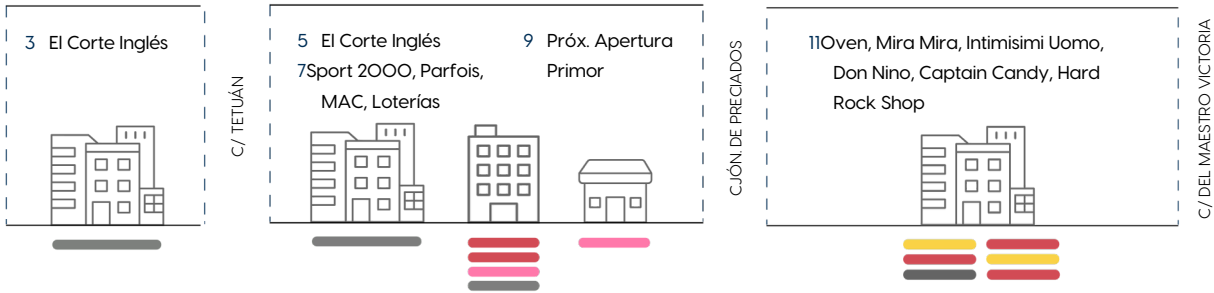 3 El Corte Inglés
C/ TETUÁN
5 El Corte Inglés
7Sport 2000, Parfois,
MAC, Loterías
9 Próx. Apertura
Primor
CJÓN. DE PRECIADOS
11Oven, Mira Mira, Intimisimi Uomo,
Don Nino, Captain Candy, Hard
Rock Shop
C/ DEL MAESTRO VICTORIA